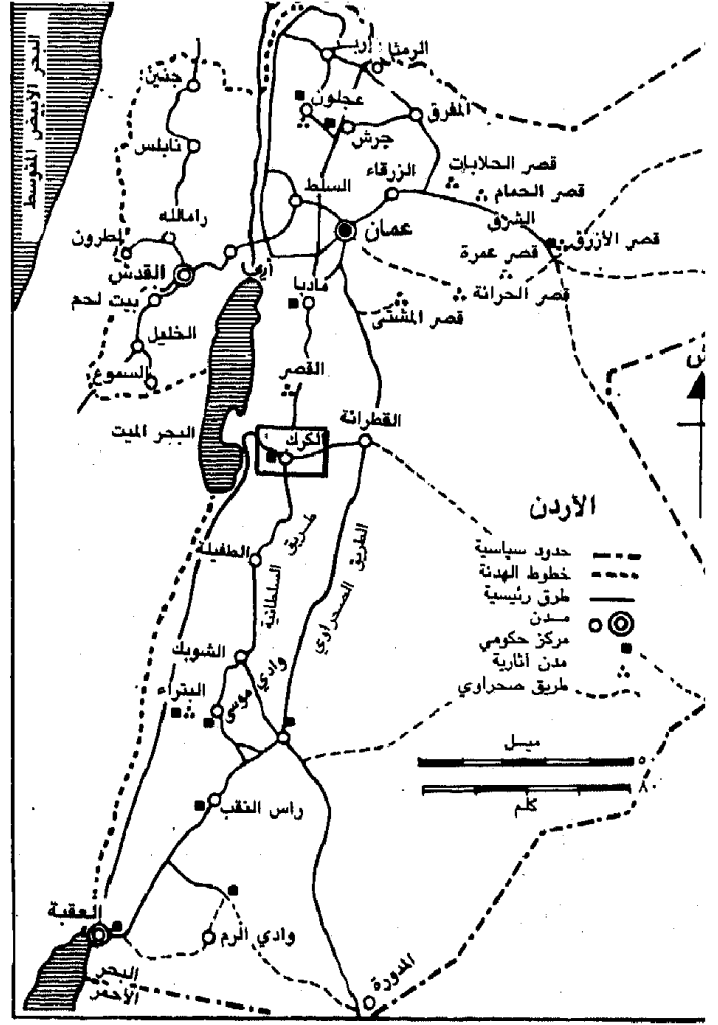 البحر الأبيض المتوسط
إربد
الرمثا
جنين
عجلون
المفرق
جرش
نابلس
الزرقاء
قصر الحلابات
السلط
قصر الحمام
رامالله
الشرق
عمان
المطرون
قصر الأزرق
القدس
قصر عمرة
مادبا
بيت لحم
قصر الحرانة
قصر المشتى
الخليل
القصر
السموع
القطرانة
البحر الميت
الكرك
الأردن
طريق السلطانية
الطريق الصحراوي
حدود سياسية
الطفيلة
خطوط الهدنة
طرق رئيسية
مدن
مركز حكومي
الشوبك
مدن آثارية
وادي موسى
طريق صحراوي
البتراء
ميل
٥٠
٨٠
كلم
راس النقب
العقبة
وادي الرم
المدورة
البحر
الأحمر